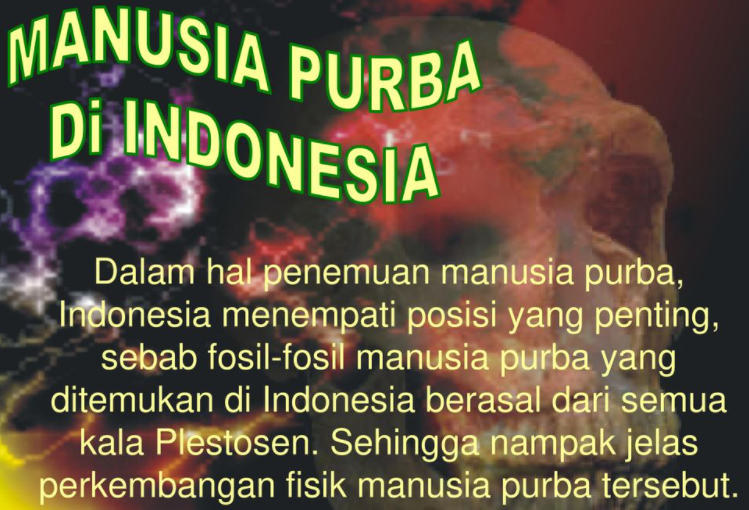 MANUSIA PURBA
Di INDONESIA
Dalam hal penemuan manusia purba,
Indonesia menempati posisi yang penting,
sebab fosil-fosil manusia purba yang
ditemukan di Indonesia berasal dari semua
kala Plestosen. Sehingga nampak jelas
perkembangan fisik manusia purba tersebut.